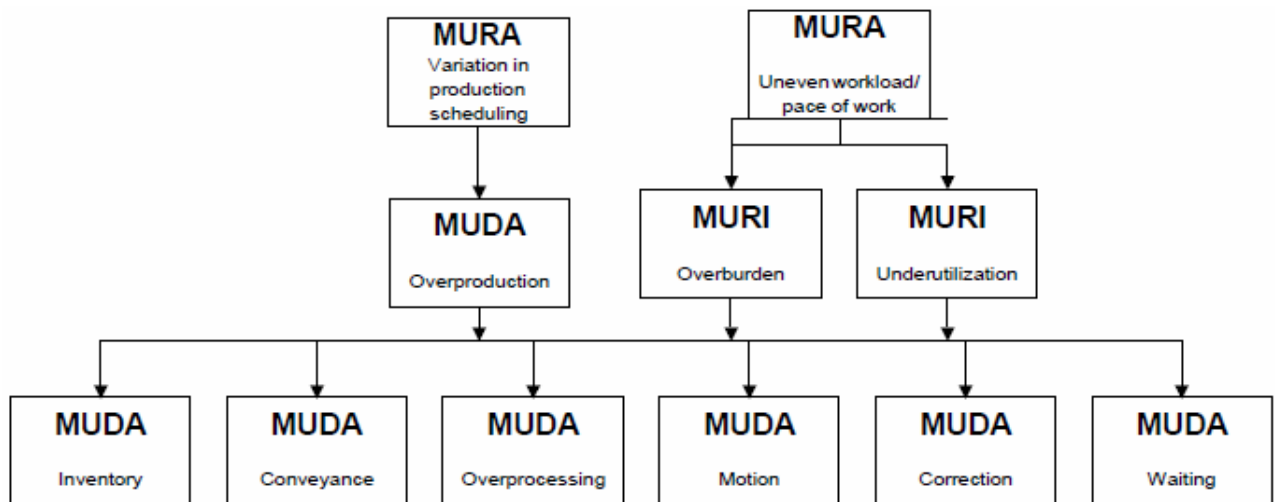 MURA
Variation in
production
scheduling
MURA
Uneven workload/
pace of work
MUDA
Overproduction
MURI
Overburden
MURI
Underutilization
MUDA
Inventory
MUDA
Conveyance
MUDA
Overprocessing
MUDA
Motion
MUDA
Correction
MUDA
Waiting